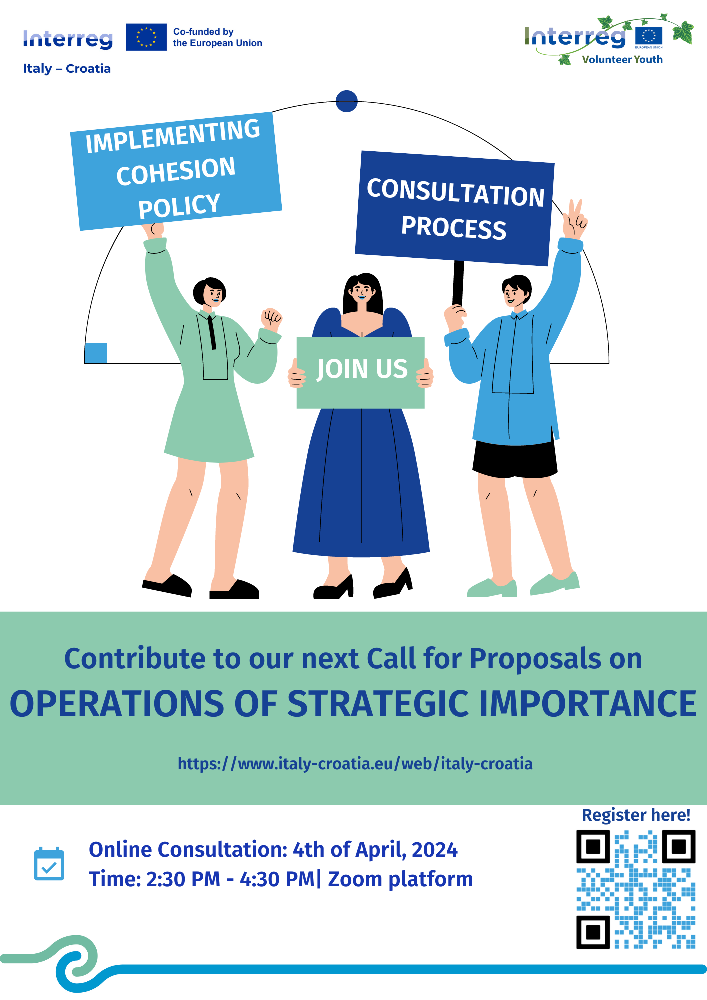 Interreg
Co-funded by
the European Union
Italy – Croatia
Interreg
EUROPEAN UNION
Volunteer Youth
IMPLEMENTING
COHESION
POLICY
CONSULTATION
PROCESS
JOIN US
Contribute to our next Call for Proposals on
OPERATIONS OF STRATEGIC IMPORTANCE
https://www.italy-croatia.eu/web/italy-croatia
Register here!
Online Consultation: 4th of April, 2024
Time: 2:30 PM - 4:30 PM| Zoom platform